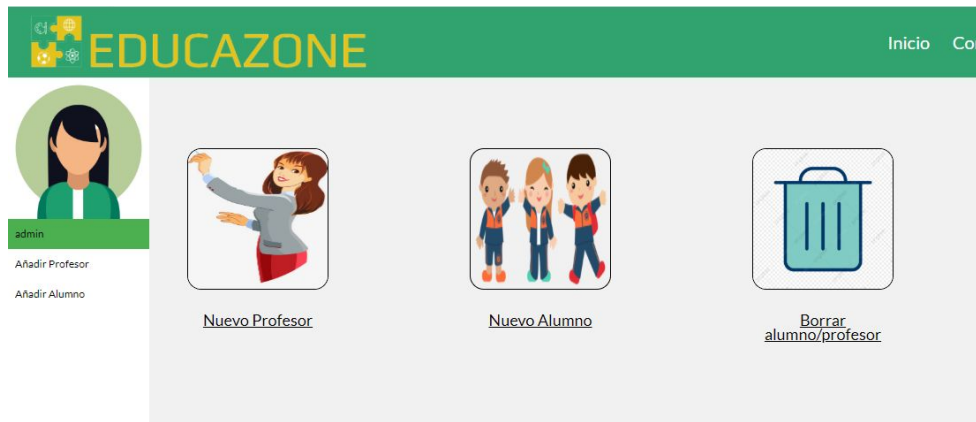 EDUCAZONE
Inicio
admin
Añadir Profesor
Añadir Alumno
Nuevo Profesor
Nuevo Alumno
Borrar
alumno/profesor